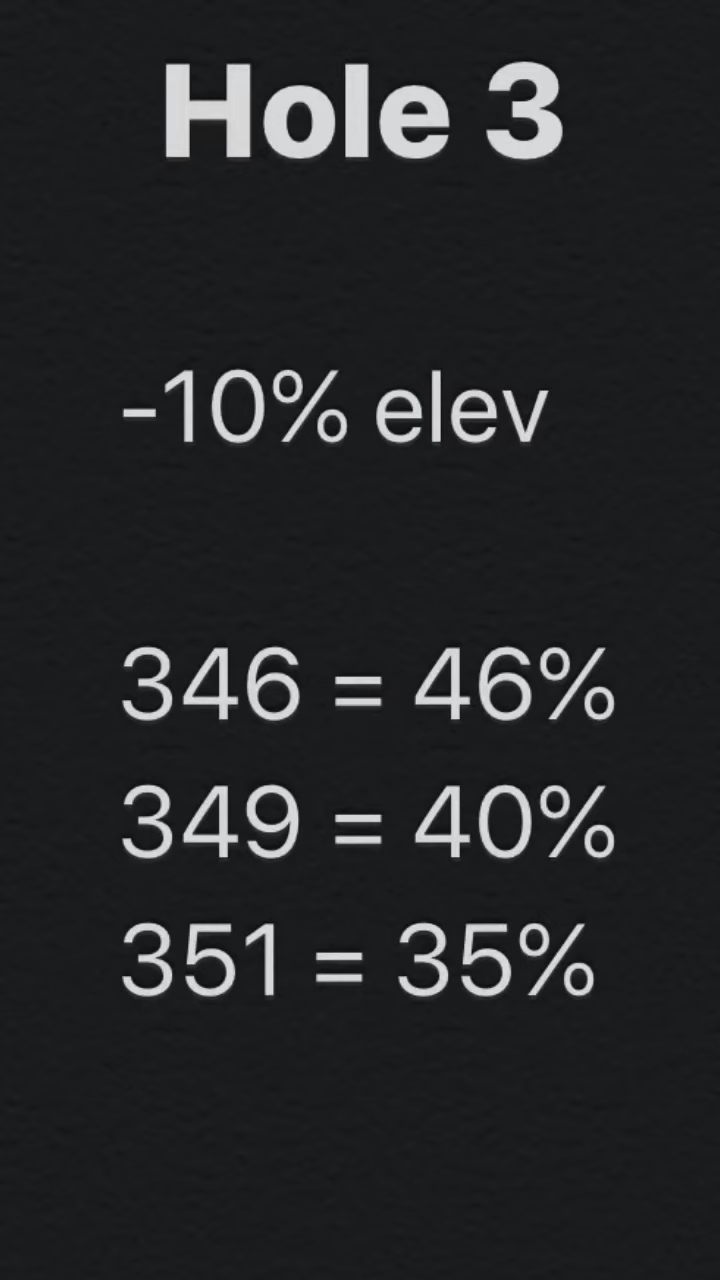 Hole 3
-10% elev
346 = 46%
349 = 40%
351 = 35%